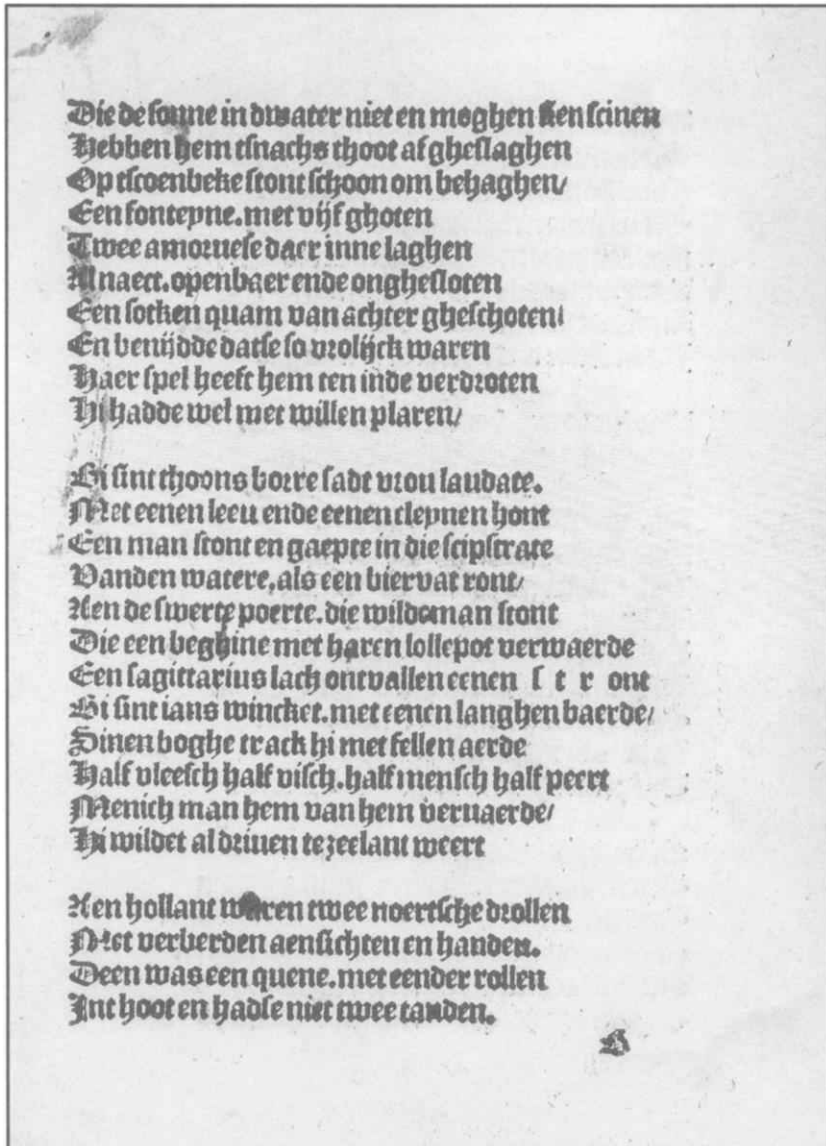 Die de sonne in dwater niet en moghen sien scinen
Hebben hem tsnachs thoot af gheslaghen
Op tscoenbeke stont schoon om behaghen/
Een fonteyne.met vijf ghoten
Twee amoruese daer inne laghen
Al naect.openbaer ende onghesloten
Een sotken quam van achter gheschoten/
En benijdde datse so vrolijck waren
Haer spel heeft hem ten inde verdroten
Hi hadde wel met willen plaren/

Bi sint thoons borre sadt vrou laudate.
Met eenen leeu ende eenen cleynen hont
Een man stont en gaepte in die scipstrate
Vanden watere,als een biervat ront/
Aen de swerte poerte.die wildeman stont
Die een beghine met haren lollepot verwaerde
Een sagittarius lach ontvallen eenen s t r ont
Bi sint ians wincket.met eenen langhen baerde/
Sinen boghe track hi met fellen aerde
Half vleesch half visch.half mensch half peert
Menich man hem van hem vervaerde/
Hi wildet al driuen te zeelant weert

Aen hollant waren twee noertsche drollen
Met verberden aensichten en handen.
Deen was een quene.met eender rollen
Int hoot en hadse niet twee tanden.